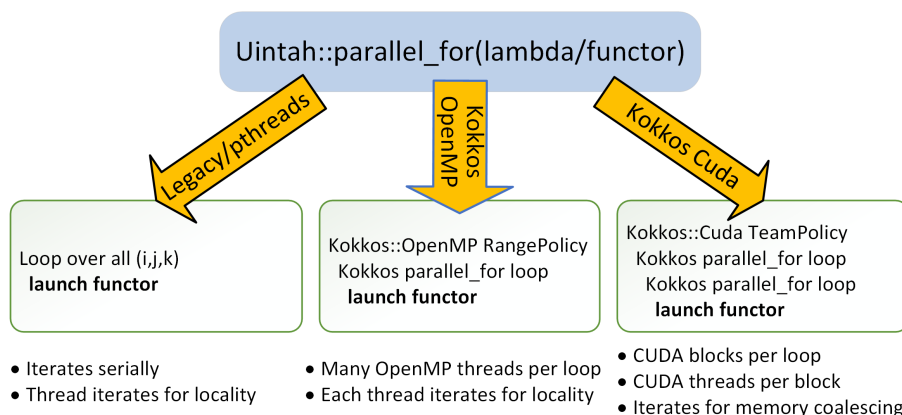 Uintah::parallel_for(lambda/functor)
Legacy/pthreads
Kokkos
OpenMP
Kokkos Cuda
Loop over all (i,j,k)
launch functor
Kokkos::OpenMP RangePolicy
Kokkos parallel_for loop
launch functor
Kokkos::Cuda TeamPolicy
Kokkos parallel_for loop
Kokkos parallel_for loop
launch functor
• Iterates serially
• Thread iterates for locality
• Many OpenMP threads per loop
• Each thread iterates for locality
• CUDA blocks per loop
• CUDA threads per block
• Iterates for memory coalescing